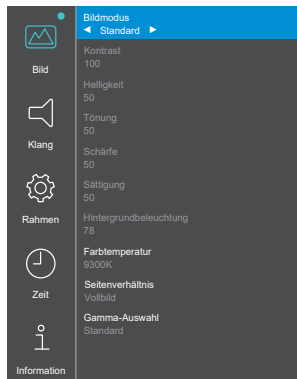 Bild
Klang
Rahmen
Zeit
Information
Bildmodus
◄ Standard ►
Kontrast
100
Helligkeit
50
Tönung
50
Schärfe
50
Sättigung
50
Hintergrundbeleuchtung
78
Farbtemperatur
9300K
Seitenverhältnis
Vollbild
Gamma-Auswahl
Standard